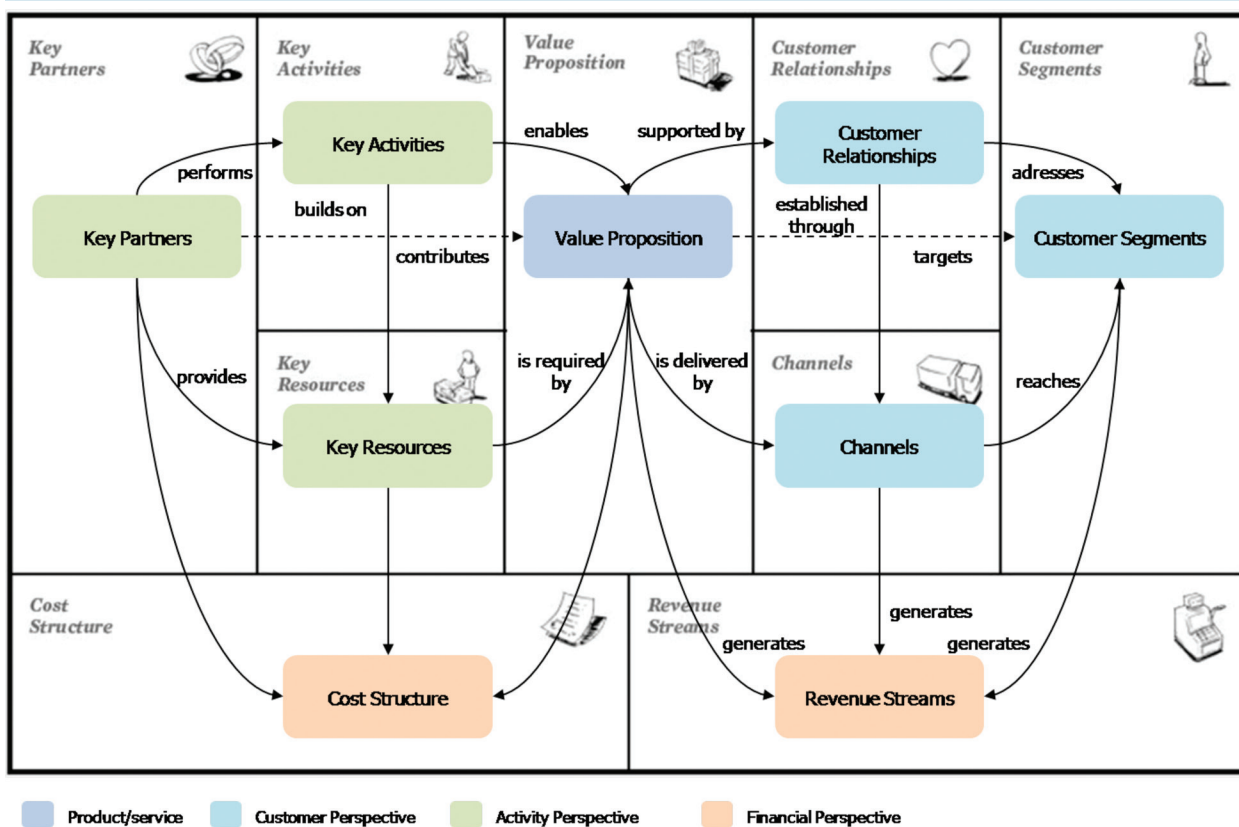 Key
Partners
Key
Activities
Value
Proposition
Customer
Relationships
Customer
Segments
Key Activities
enables
supported by
Customer
Relationships
performs
adresses
builds on
established
through
Key Partners
Value Proposition
Customer Segments
contributes
targets
Key
Resources
is required
by
is delivered
by
Channels
provides
reaches
Key Resources
Channels
Cost
Structure
Revenue
Streams
generates
generates
generates
Cost Structure
Revenue Streams
Product/service
Customer Perspective
Activity Perspective
Financial Perspective